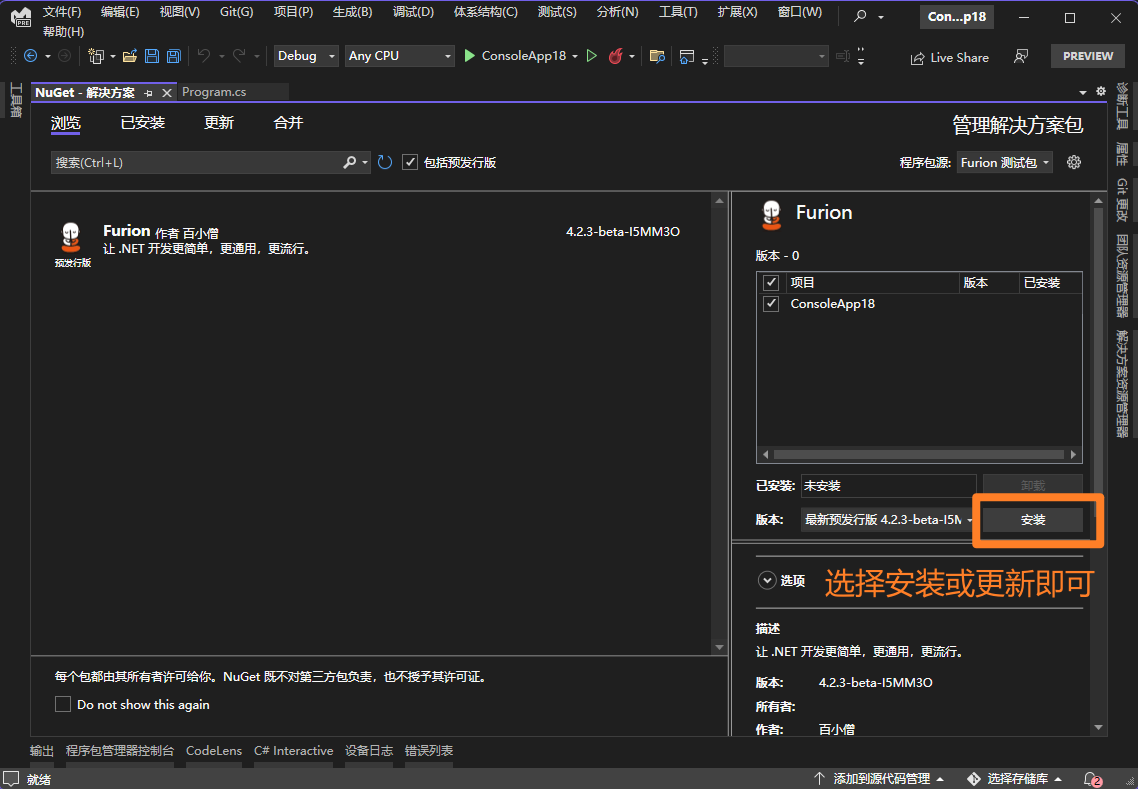 文件(F) 编辑(E) 视图(V) Git(G) 项目(P) 生成(B) 调试(D) 体系结构(C) 测试(S) 分析(N) 工具(T) 扩展(X) 窗口(W) Con...p18
帮助(H)
PRE
Debug Any CPU ConsoleApp18 Live Share PREVIEW
工具箱
NuGet - 解决方案 Program.cs
浏览 已安装 更新 合并 管理解决方案包
搜索(Ctrl+L) 包括预发行版 程序包源: Furion 测试包
Furion 作者 百小僧 4.2.3-beta-I5MM3O
让 .NET 开发更简单，更通用，更流行。
预发行版
Furion
版本 - 0
项目 版本 已安装
ConsoleApp18
已安装: 未安装 卸载
版本: 最新预发行版 4.2.3-beta-I5M 安装
选项 选择安装或更新即可
描述
让 .NET 开发更简单，更通用，更流行。
版本: 4.2.3-beta-I5MM3O
所有者:
作者: 百小僧
每个包都由其所有者许可给你。NuGet 既不对第三方包负责，也不授予其许可证。
Do not show this again
诊断工具
属性
Git 更改
团队资源管理器
解决方案资源管理器
输出 程序包管理器控制台 CodeLens C# Interactive 设备日志 错误列表
就绪 添加到源代码管理 选择存储库 2